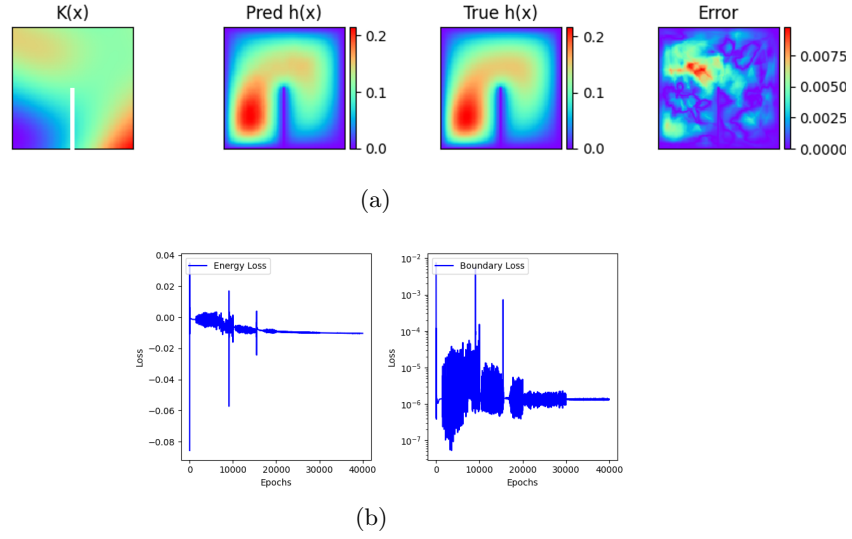 K(x)
Pred h(x)
True h(x)
Error
0.2
0.1
0.0
0.2
0.1
0.0
0.0075
0.0050
0.0025
0.0000
(a)
0.04
0.02
0.00
−0.02
−0.04
−0.06
−0.08
Loss
Energy Loss
0 10000 20000 30000 40000
Epochs
10⁻²
10⁻³
10⁻⁴
10⁻⁵
10⁻⁶
10⁻⁷
Loss
Boundary Loss
0 10000 20000 30000 40000
Epochs
(b)